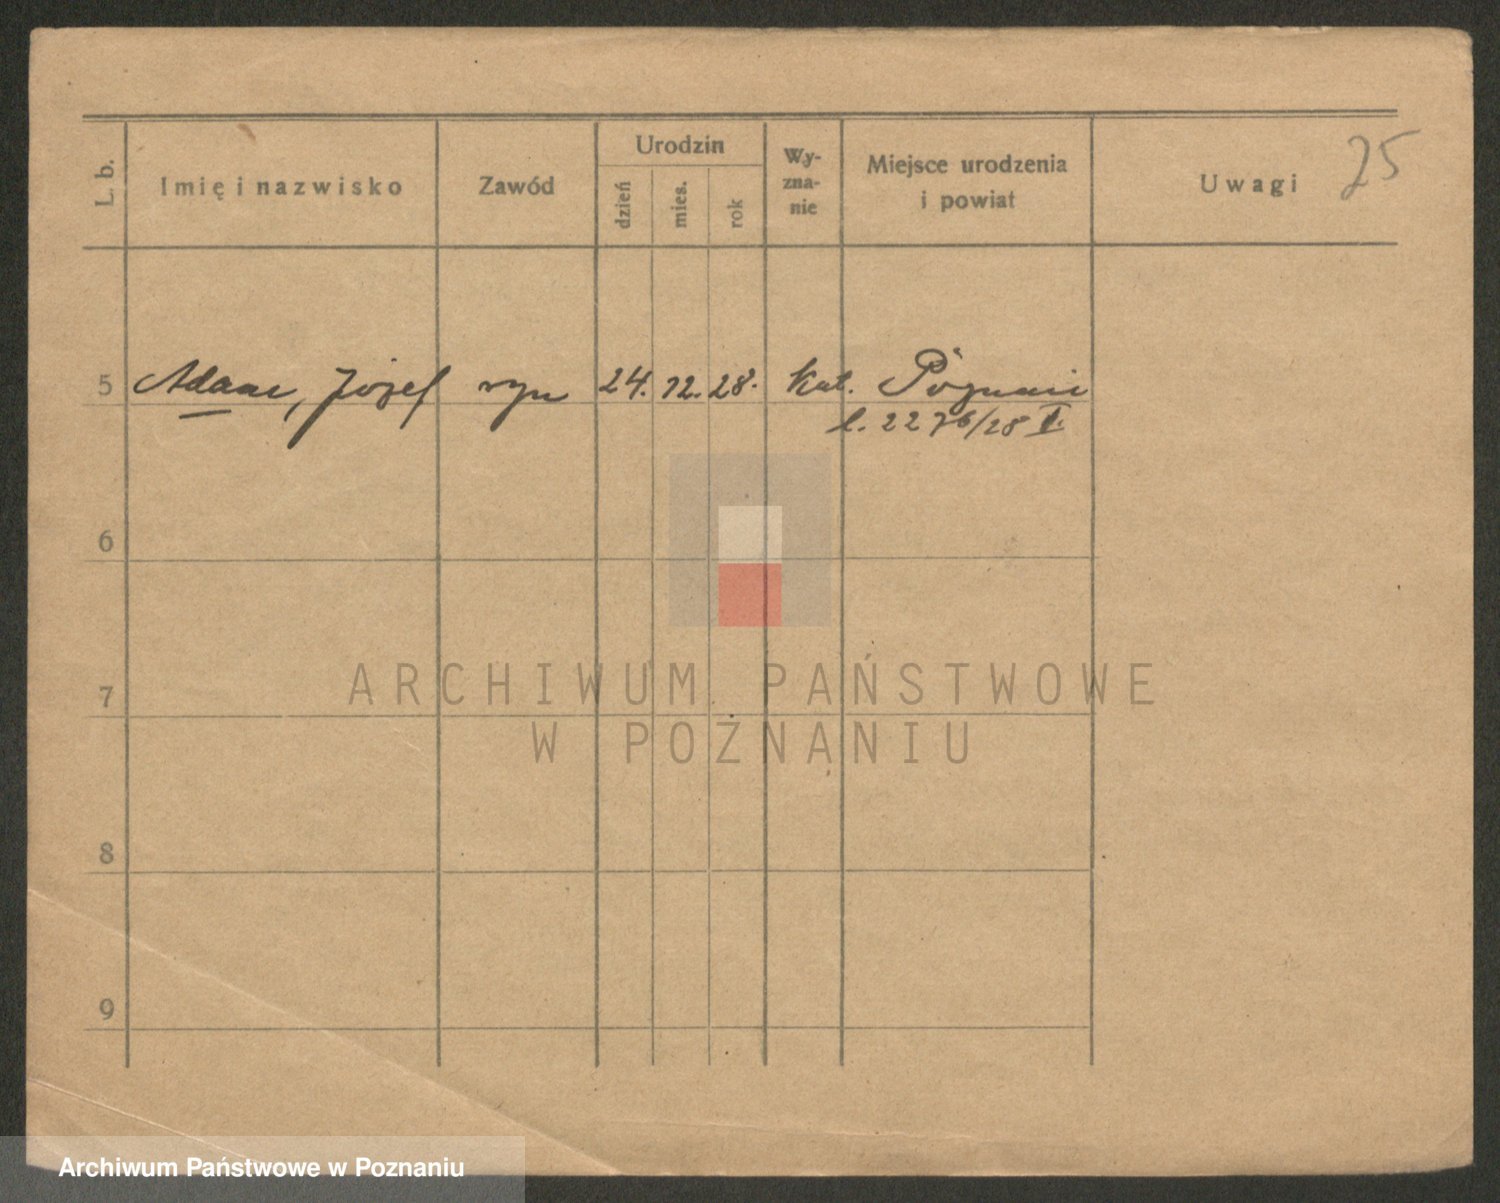 25
L. b.
Imię i nazwisko
Zawód
Urodzin
dzień
mies.
rok
Wy-
zna-
nie
Miejsce urodzenia
i powiat
Uwagi
5 Adam, Józef syn 24. 12. 28. kat. Poznań
l. 2276/28 I.
6
7
8
9
ARCHIWUM PAŃSTWOWE
W POZNANIU
Archiwum Państwowe w Poznaniu